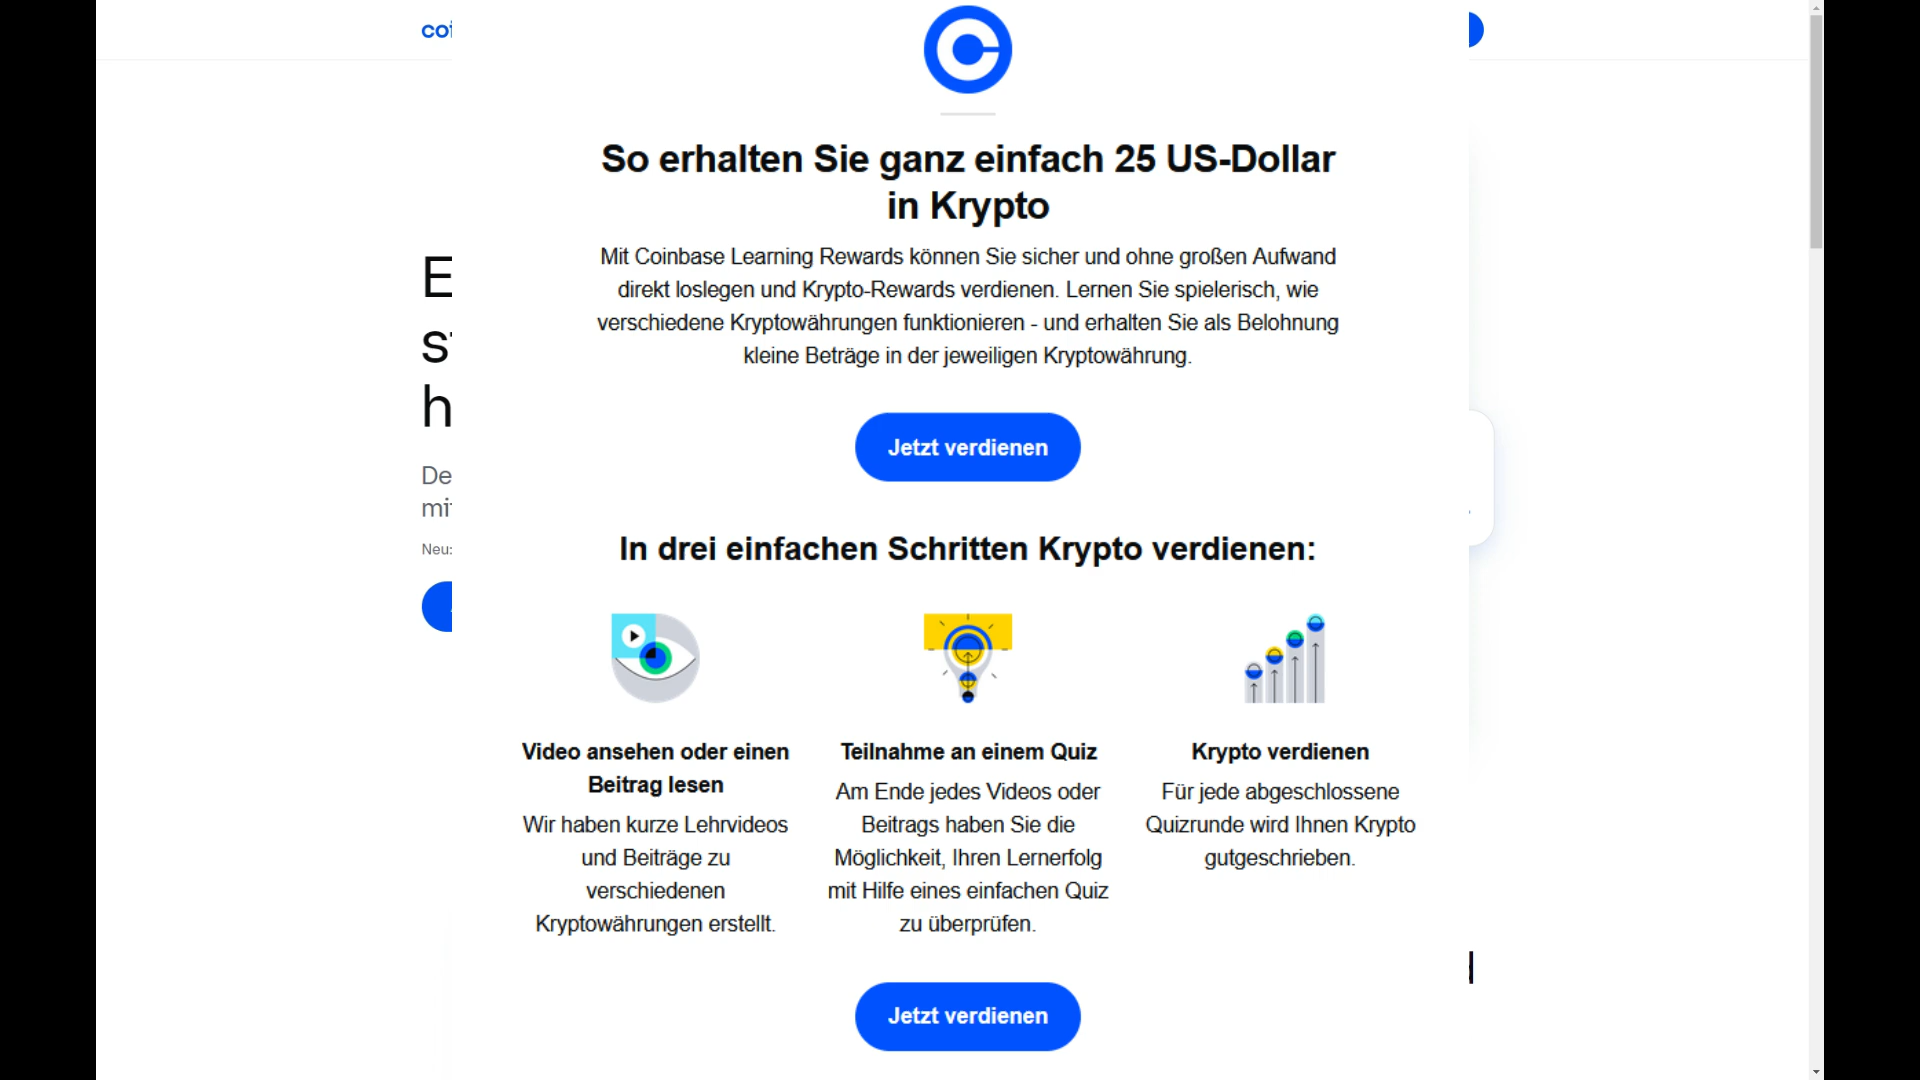 So erhalten Sie ganz einfach 25 US-Dollar
in Krypto
Mit Coinbase Learning Rewards können Sie sicher und ohne großen Aufwand
direkt loslegen und Krypto-Rewards verdienen. Lernen Sie spielerisch, wie
verschiedene Kryptowährungen funktionieren - und erhalten Sie als Belohnung
kleine Beträge in der jeweiligen Kryptowährung.
Jetzt verdienen
In drei einfachen Schritten Krypto verdienen:
Video ansehen oder einen
Beitrag lesen
Wir haben kurze Lehrvideos
und Beiträge zu
verschiedenen
Kryptowährungen erstellt.
Teilnahme an einem Quiz
Am Ende jedes Videos oder
Beitrags haben Sie die
Möglichkeit, Ihren Lernerfolg
mit Hilfe eines einfachen Quiz
zu überprüfen.
Krypto verdienen
Für jede abgeschlossene
Quizrunde wird Ihnen Krypto
gutgeschrieben.
Jetzt verdienen
Neu: